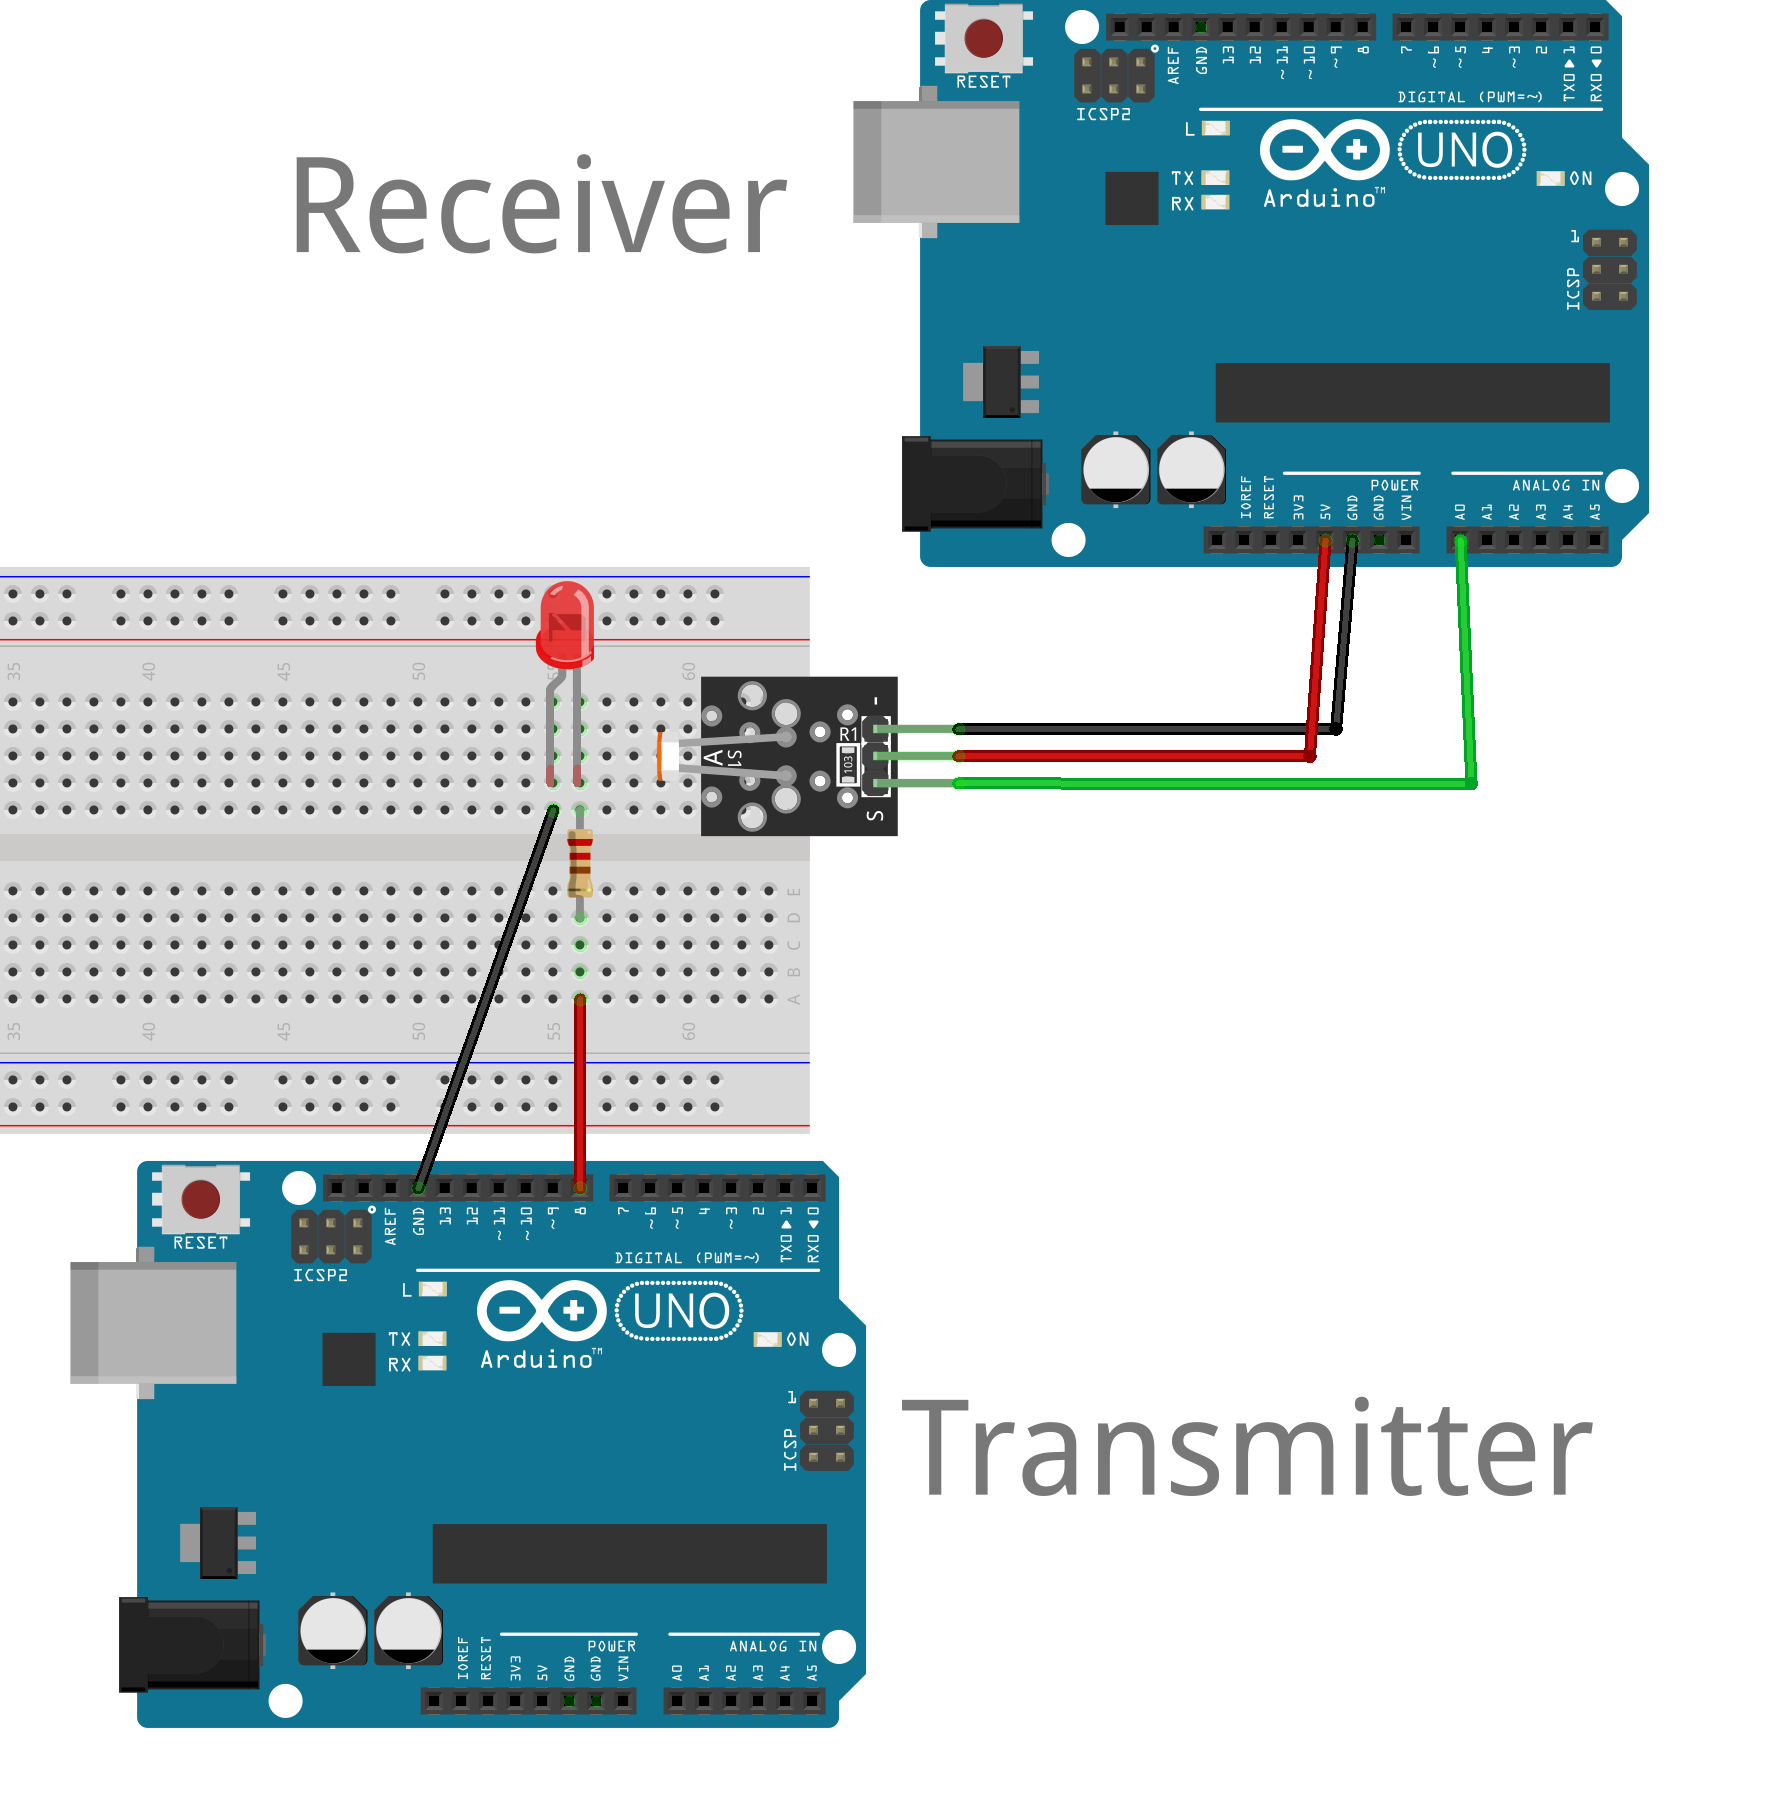 RESET
ICSP2
AREF
GND
13
12
~11
~10
~9
8
7
~6
~5
4
~3
2
TX0 ▶ 1
RX0 ◀ 0
DIGITAL (PWM=~)
L
TX
RX
Arduino™
UNO
ON
1
ICSP
Receiver
POWER
ANALOG IN
IOREF
RESET
3V3
5V
GND
GND
VIN
A0
A1
A2
A3
A4
A5
35
40
45
50
55
60
-
R1
A
S1
103
S
E
D
C
B
A
35
40
45
50
55
60
RESET
ICSP2
AREF
GND
13
12
~11
~10
~9
8
7
~6
~5
4
~3
2
TX0 ▶ 1
RX0 ◀ 0
DIGITAL (PWM=~)
L
TX
RX
Arduino™
UNO
ON
1
ICSP
Transmitter
POWER
ANALOG IN
IOREF
RESET
3V3
5V
GND
GND
VIN
A0
A1
A2
A3
A4
A5